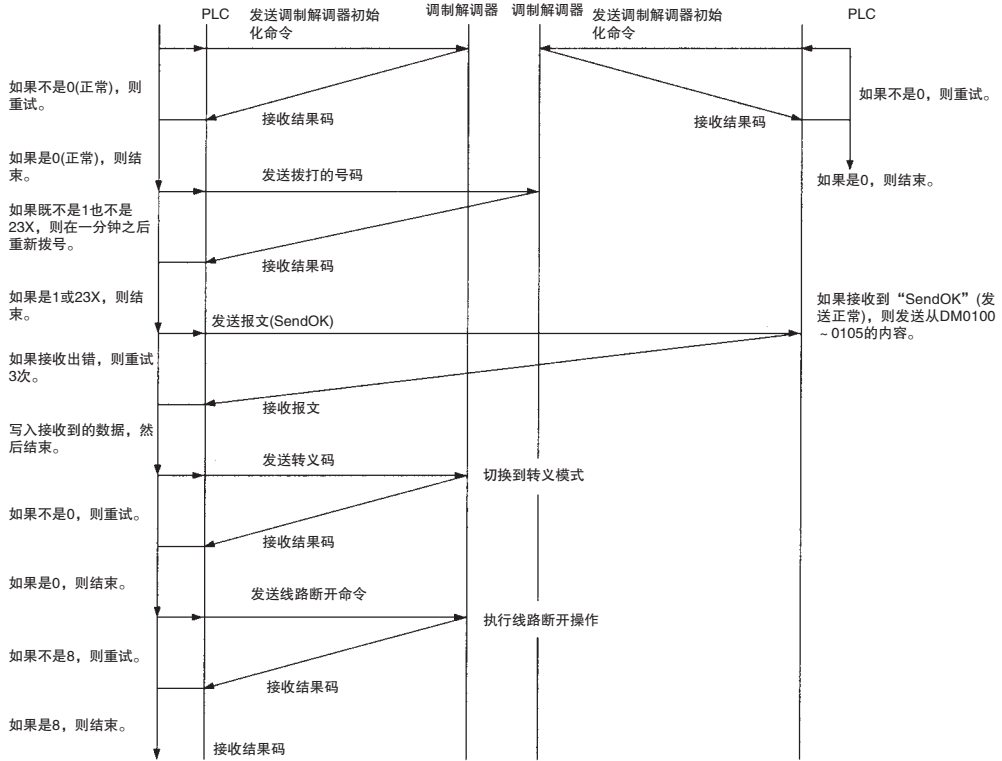 PLC
发送调制解调器初始
化命令
调制解调器
调制解调器
发送调制解调器初始
化命令
PLC
如果不是0(正常)，则
重试。
接收结果码
接收结果码
如果不是0，则重试。
如果是0(正常)，则结
束。
发送拨打的号码
如果是0，则结束。
如果既不是1也不是
23X，则在一分钟之后
重新拨号。
接收结果码
如果是1或23X，则结
束。
发送报文(SendOK)
如果接收到“SendOK”(发
送正常)，则发送从DM0100
~0105的内容。
如果接收出错，则重试
3次。
接收报文
写入接收到的数据，然
后结束。
发送转义码
切换到转义模式
如果不是0，则重试。
接收结果码
如果是0，则结束。
发送线路断开命令
执行线路断开操作
如果不是8，则重试。
接收结果码
如果是8，则结束。
接收结果码